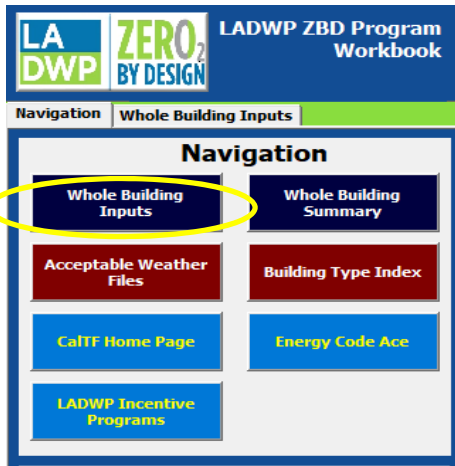 LA
DWP
ZERO2
BY DESIGN
LADWP ZBD Program
Workbook
Navigation
Whole Building Inputs
Navigation
Whole Building
Inputs
Whole Building
Summary
Acceptable Weather
Files
Building Type Index
CalTF Home Page
Energy Code Ace
LADWP Incentive
Programs